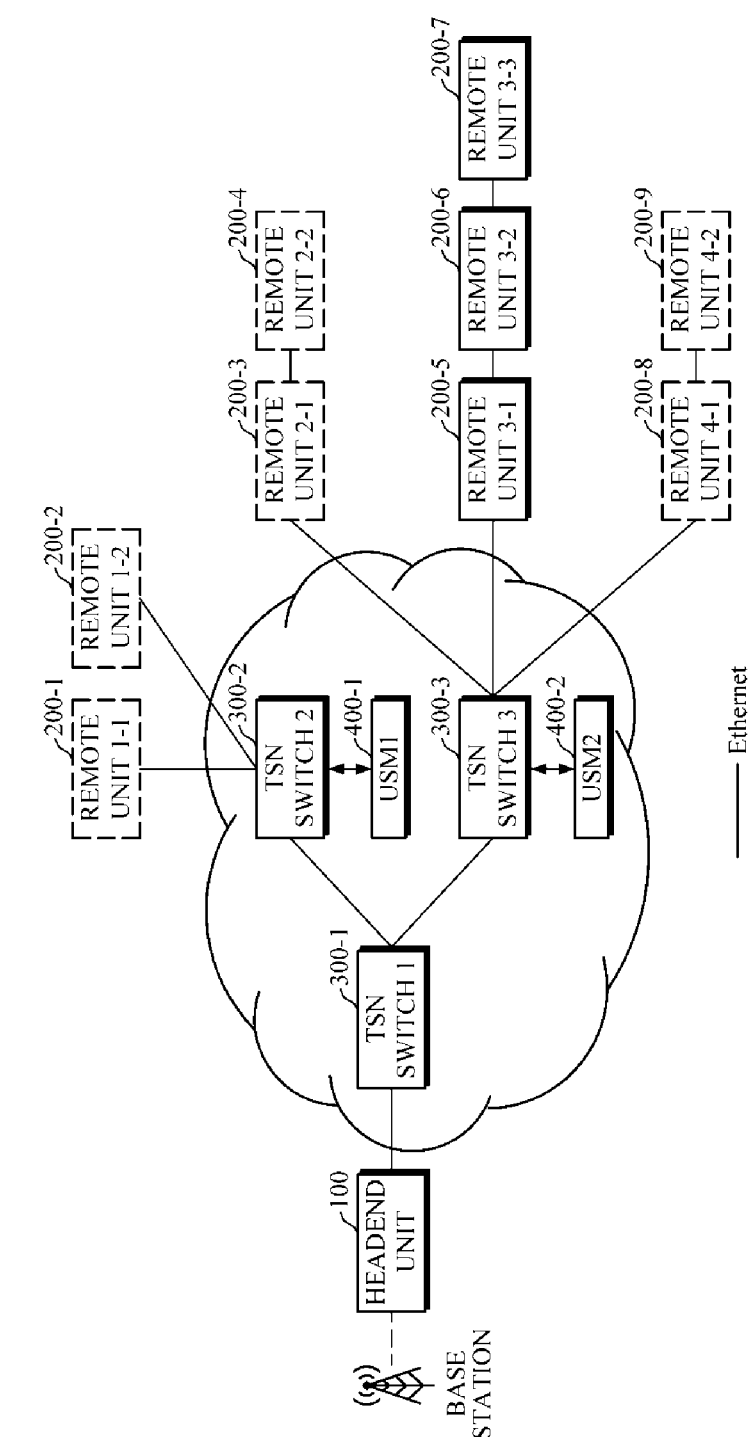 BASE
STATION
100
HEADEND
UNIT
300-1
TSN
SWITCH 1
300-2
TSN
SWITCH 2
400-1
USM1
300-3
TSN
SWITCH 3
400-2
USM2
200-1
REMOTE
UNIT 1-1
200-2
REMOTE
UNIT 1-2
200-3
REMOTE
UNIT 2-1
200-4
REMOTE
UNIT 2-2
200-5
REMOTE
UNIT 3-1
200-6
REMOTE
UNIT 3-2
200-7
REMOTE
UNIT 3-3
200-8
REMOTE
UNIT 4-1
200-9
REMOTE
UNIT 4-2
Ethernet